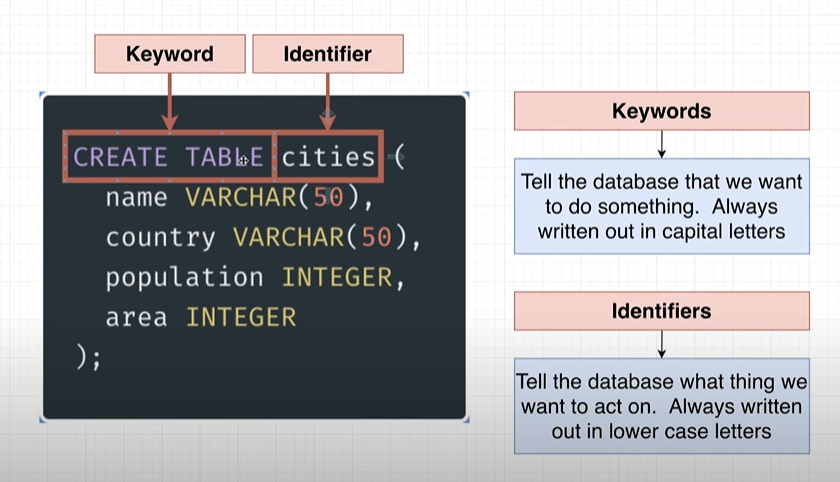 Keyword
Identifier
CREATE TABLE cities (
name VARCHAR(50),
country VARCHAR(50),
population INTEGER,
area INTEGER
);
Keywords
Tell the database that we want
to do something. Always
written out in capital letters
Identifiers
Tell the database what thing we
want to act on. Always written
out in lower case letters